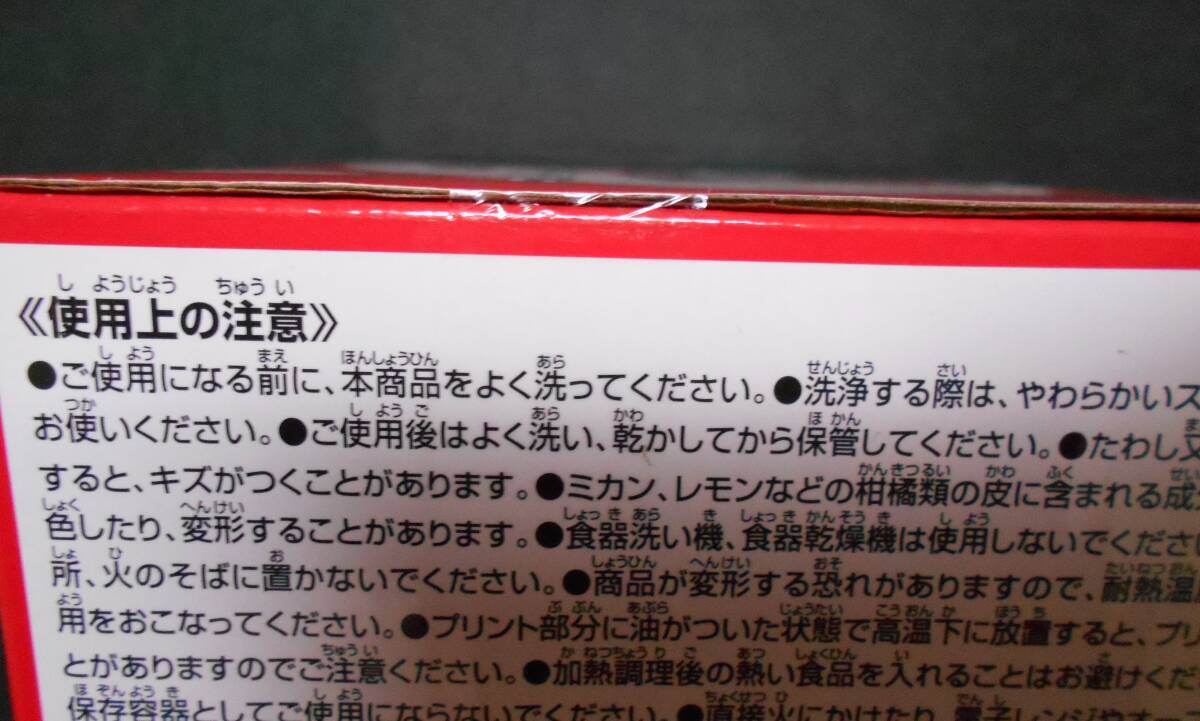 《使用上の注意》
●ご使用になる前に、本商品をよく洗ってください。●洗浄する際は、やわらかいス
お使いください。●ご使用後はよく洗い、乾かしてから保管してください。●たわし又
すると、キズがつくことがあります。●ミカン、レモンなどの柑橘類の皮に含まれる成
色したり、変形することがあります。●食器洗い機、食器乾燥機は使用しないでくださ
所、火のそばに置かないでください。●商品が変形する恐れがありますので、耐熱温
用をおこなってください。●プリント部分に油がついた状態で高温下に放置すると、プリ
とがありますのでご注意ください。●加熱調理後の熱い食品を入れることはお避けくだ
保存容器としてご使用にならないでください。●直接火にかけたり、電子レンジやオ